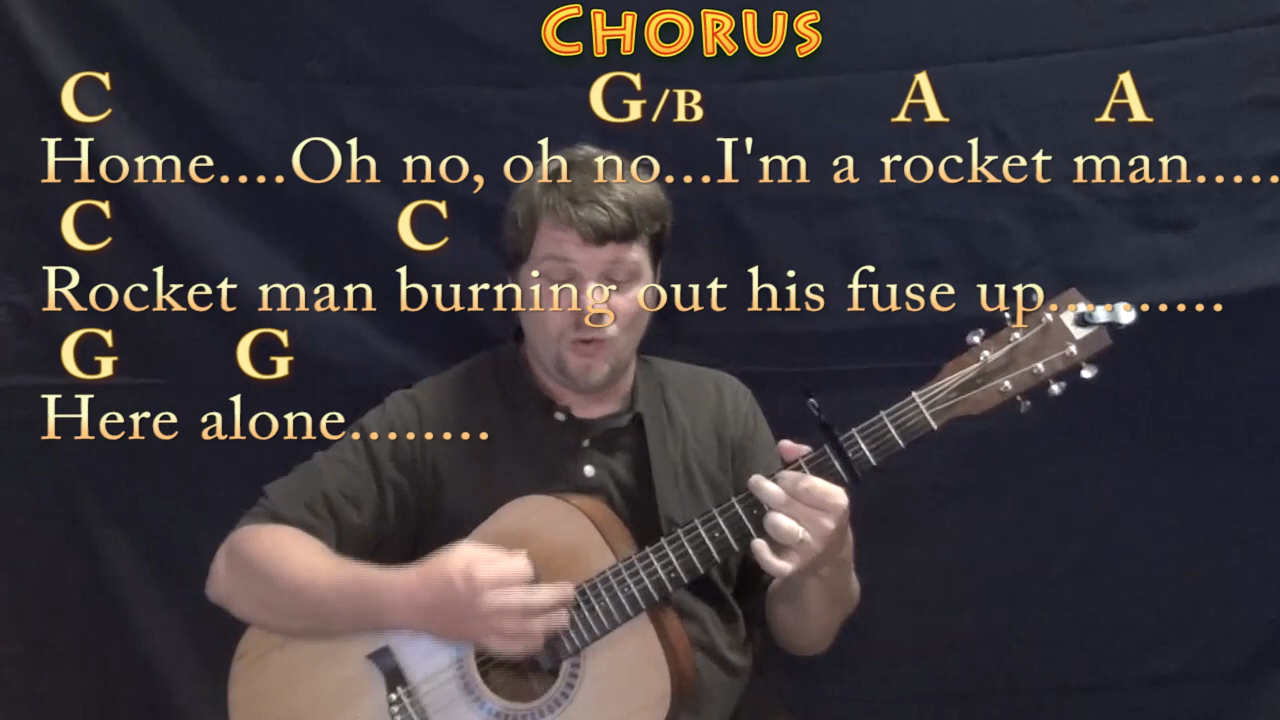 CHORUS
C G/B A A
Home....Oh no, oh no...I'm a rocket man.....
C C
Rocket man burning out his fuse up..........
G G
Here alone........